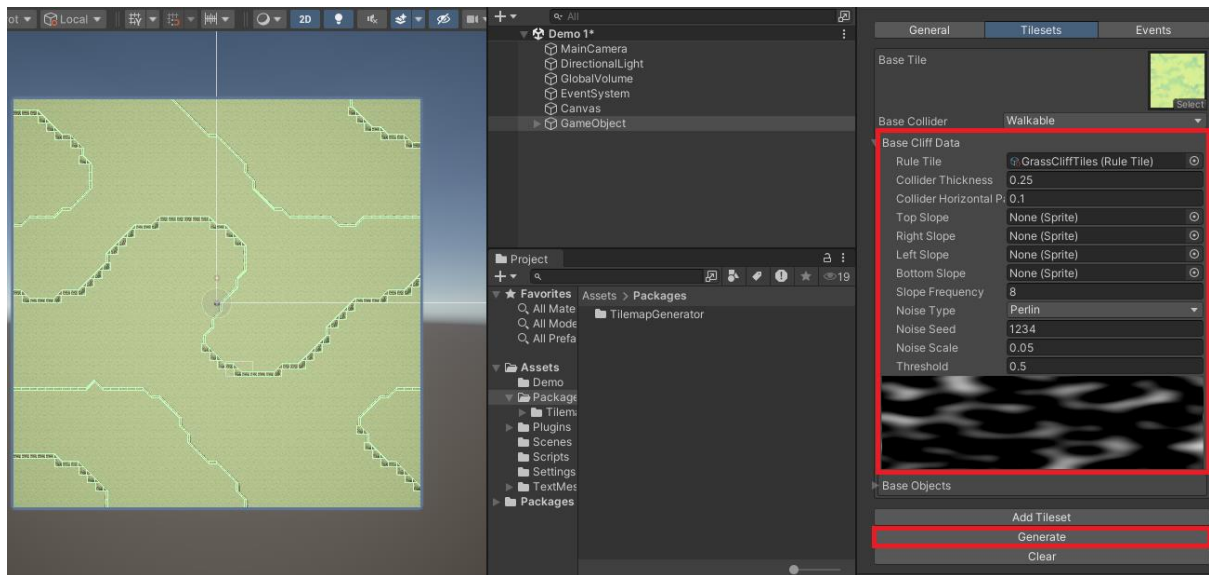 ot
Local
2D
All
Demo 1*
MainCamera
DirectionalLight
GlobalVolume
EventSystem
Canvas
GameObject
Project
19
Favorites
All Mate
All Mode
All Prefa
Assets
Demo
Package
Tilema
Plugins
Scenes
Scripts
Settings
TextMes
Packages
Assets > Packages
TilemapGenerator
General Tilesets Events
Base Tile
Select
Base Collider Walkable
Base Cliff Data
Rule Tile GrassCliffTiles (Rule Tile)
Collider Thickness 0.25
Collider Horizontal Pa 0.1
Top Slope None (Sprite)
Right Slope None (Sprite)
Left Slope None (Sprite)
Bottom Slope None (Sprite)
Slope Frequency 8
Noise Type Perlin
Noise Seed 1234
Noise Scale 0.05
Threshold 0.5
Base Objects
Add Tileset
Generate
Clear